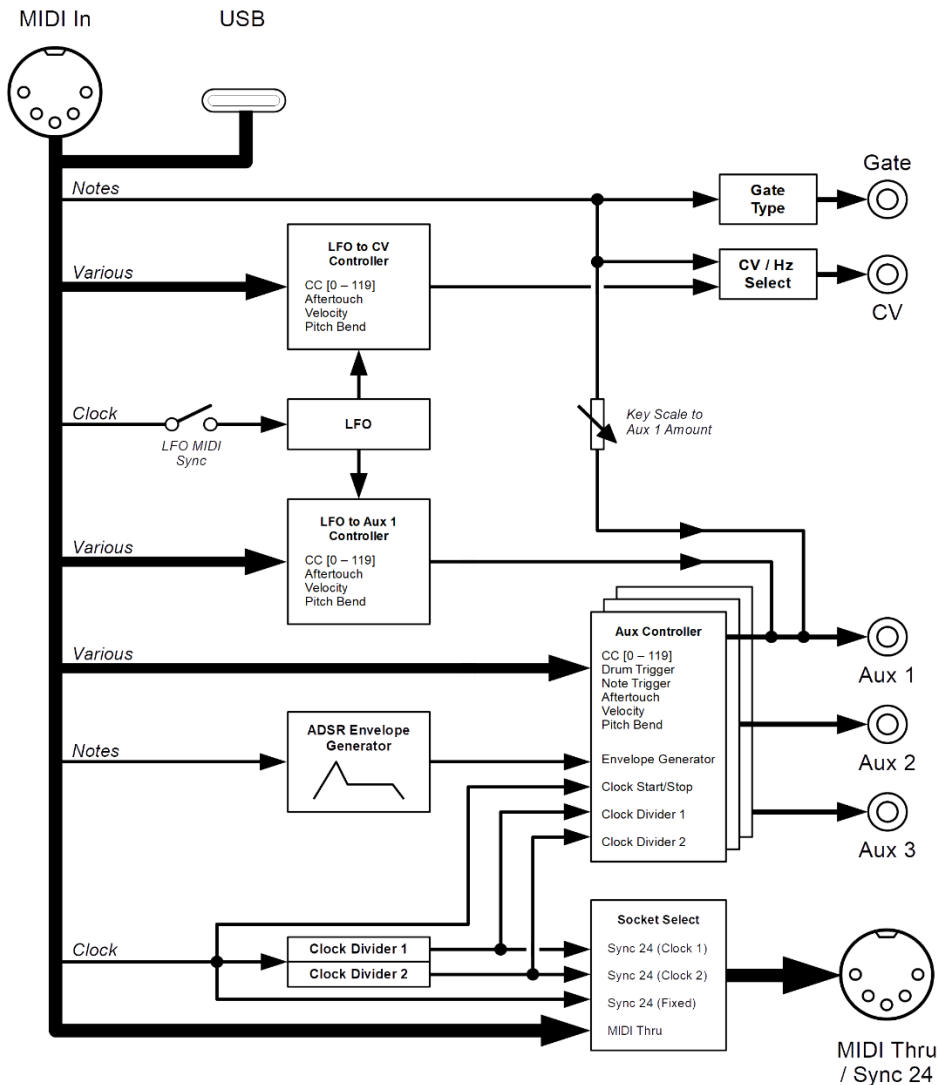 MIDI In
USB
Notes
Gate
Gate
Type
LFO to CV
Controller
CC [0 – 119]
Aftertouch
Velocity
Pitch Bend
Various
CV / Hz
Select
CV
Clock
LFO MIDI
Sync
LFO
Key Scale to
Aux 1 Amount
LFO to Aux 1
Controller
CC [0 – 119]
Aftertouch
Velocity
Pitch Bend
Various
Various
Aux Controller
CC [0 – 119]
Drum Trigger
Note Trigger
Aftertouch
Velocity
Pitch Bend
Envelope Generator
Clock Start/Stop
Clock Divider 1
Clock Divider 2
Aux 1
Aux 2
Aux 3
Notes
ADSR Envelope
Generator
Clock
Clock Divider 1
Clock Divider 2
Socket Select
Sync 24 (Clock 1)
Sync 24 (Clock 2)
Sync 24 (Fixed)
MIDI Thru
MIDI Thru
/ Sync 24